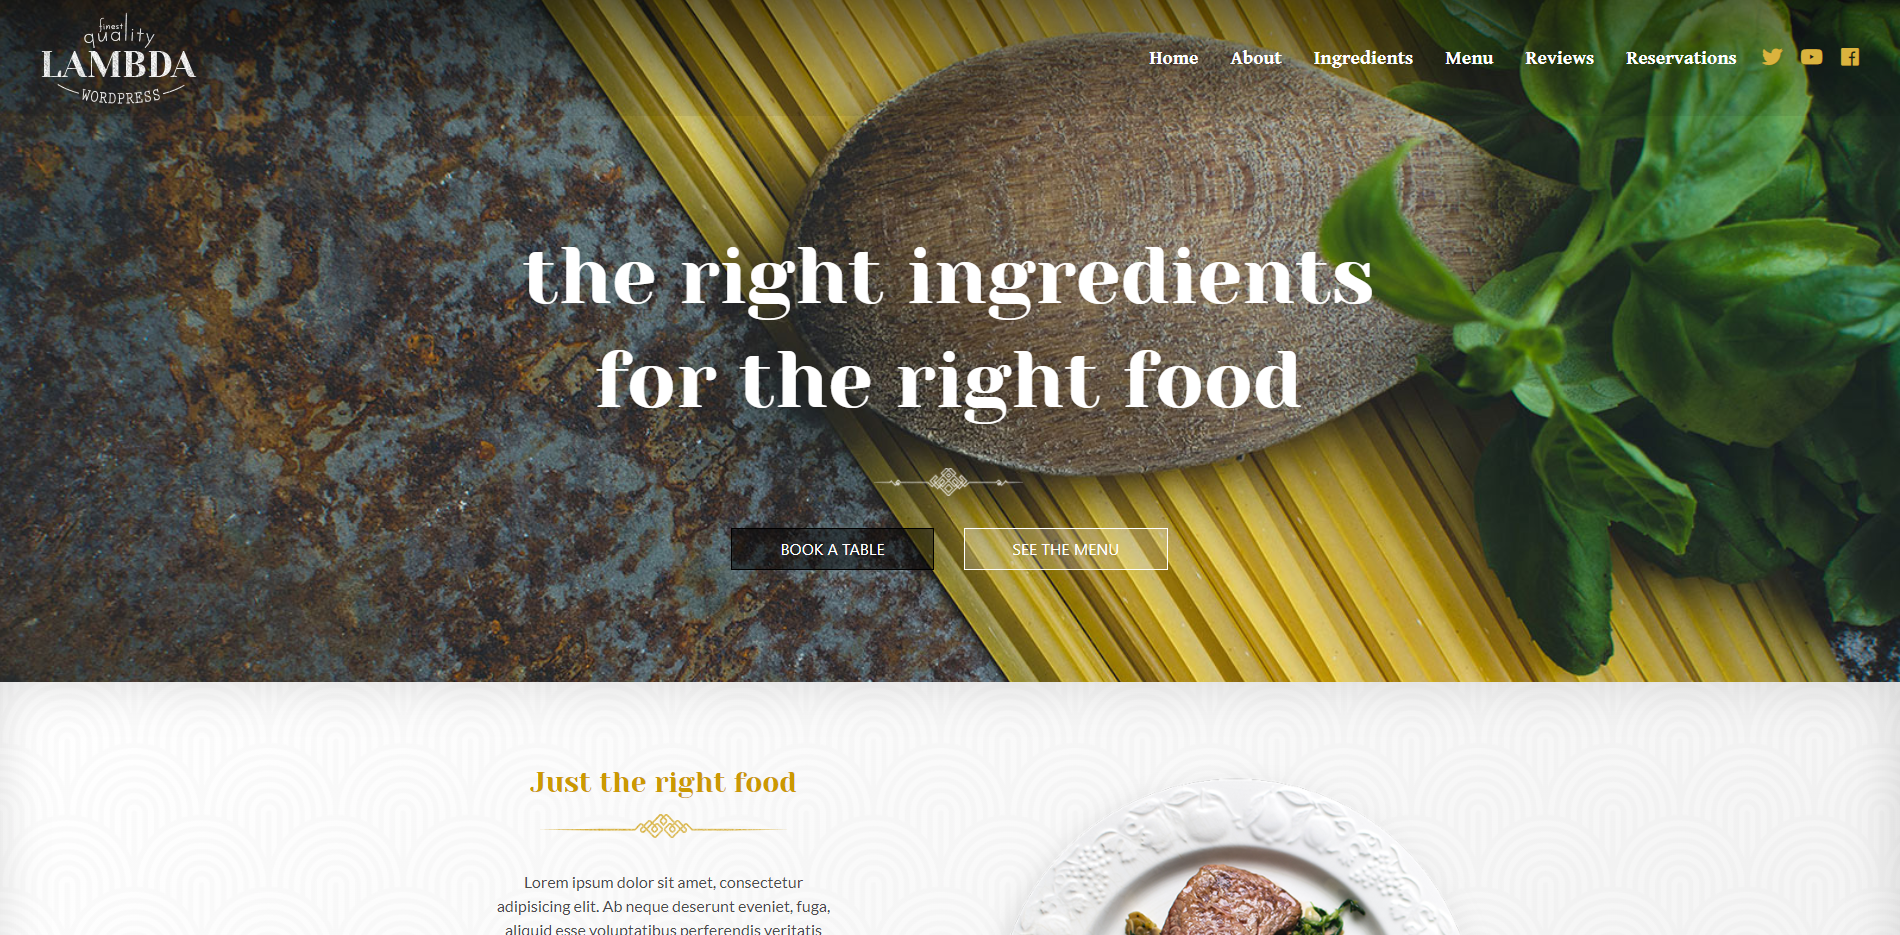 finest
quality
LAMBDA
WORDPRESS
Home About Ingredients Menu Reviews Reservations
the right ingredients
for the right food
BOOK A TABLE SEE THE MENU
Just the right food
Lorem ipsum dolor sit amet, consectetur
adipisicing elit. Ab neque deserunt eveniet, fuga,
aliquid esse voluptatibus perferendis veritatis